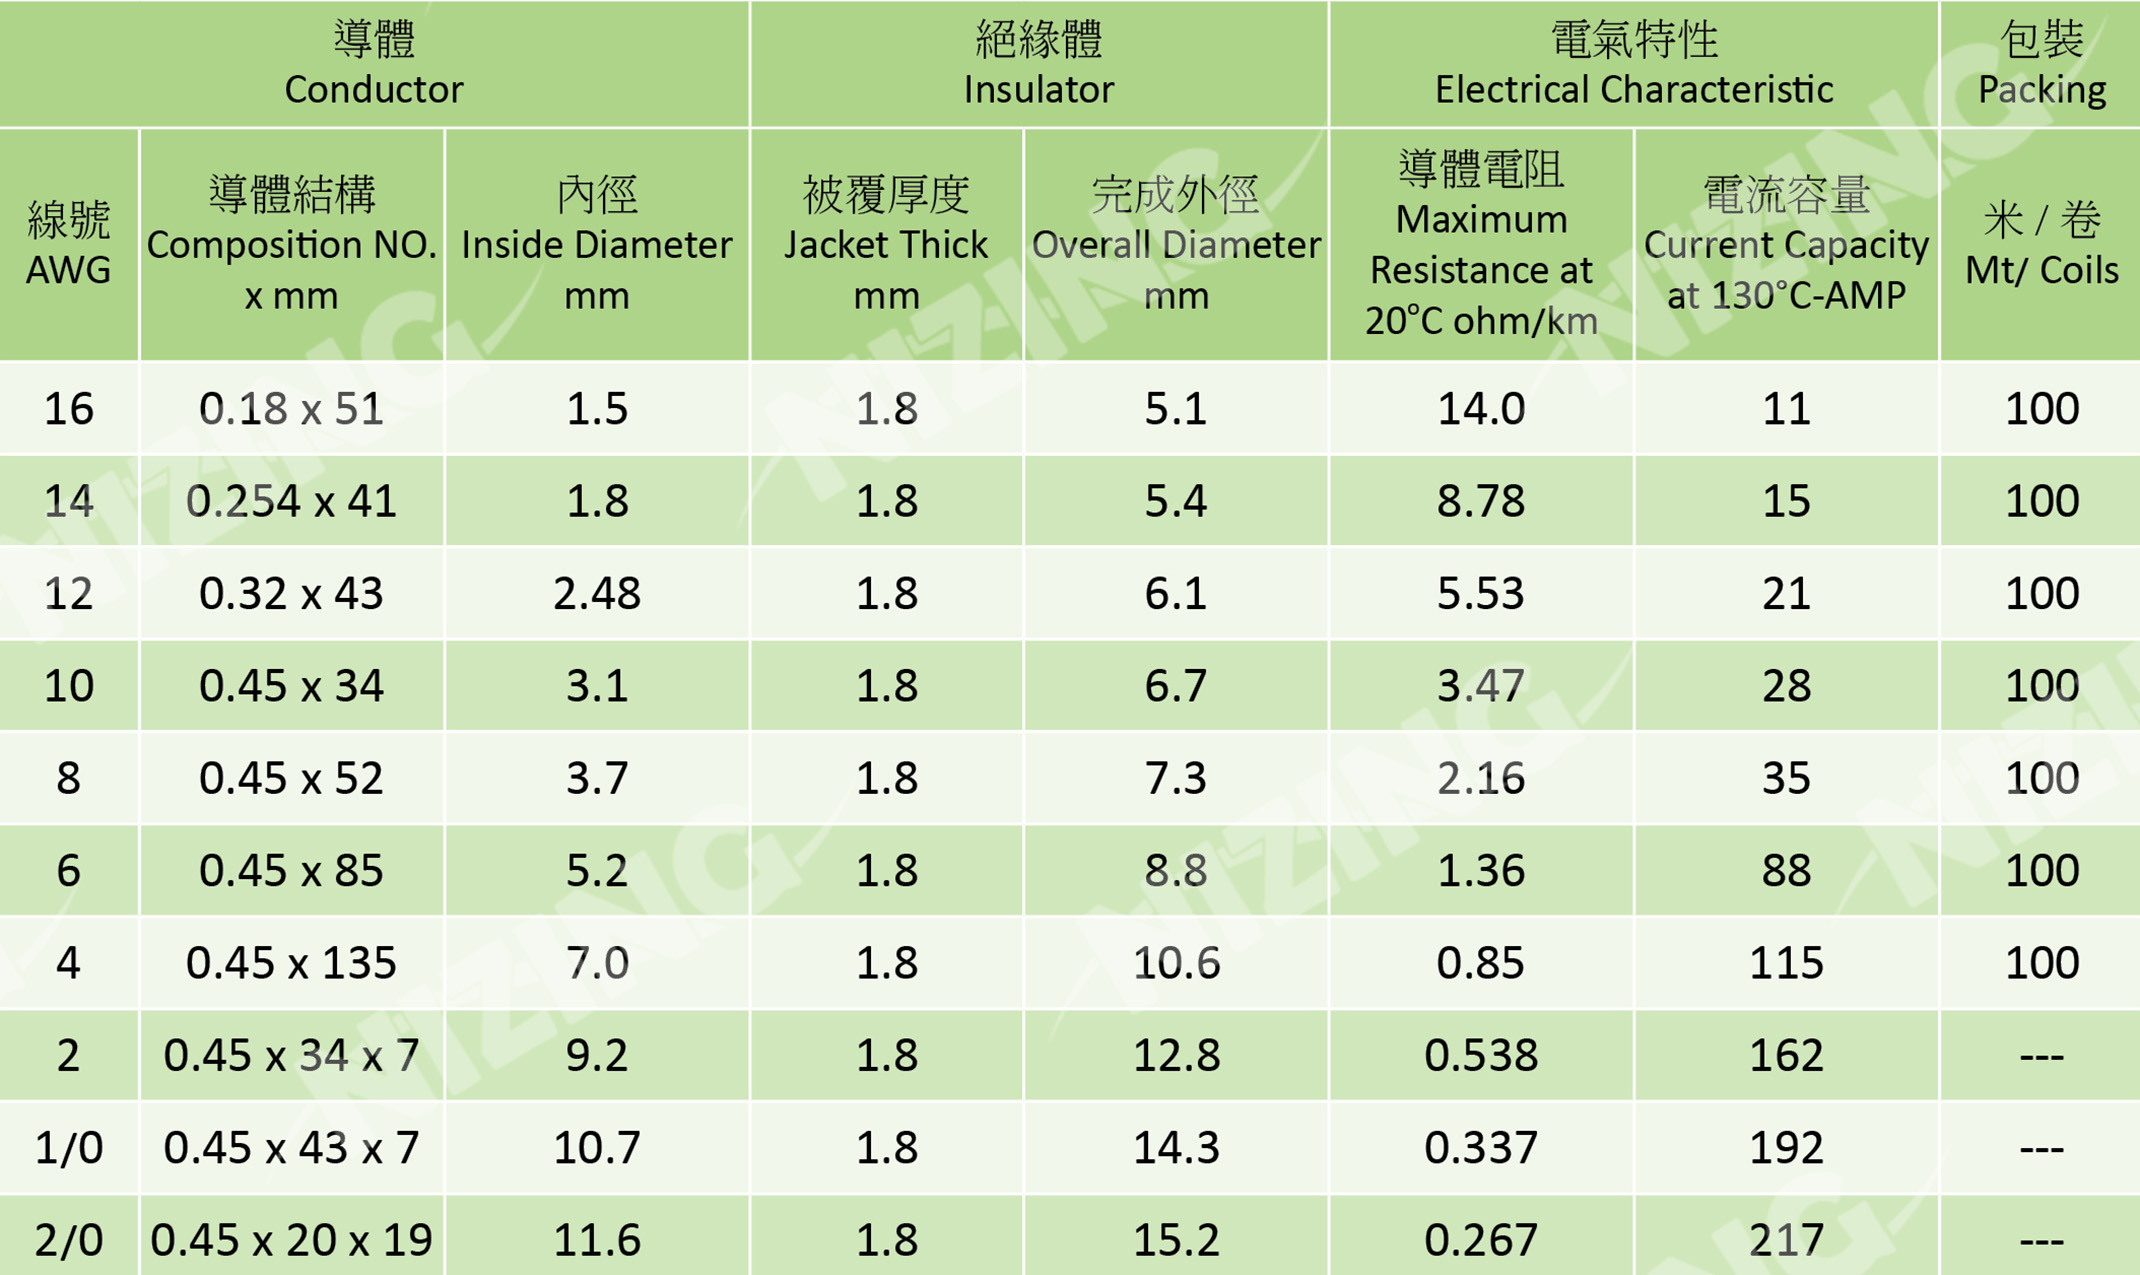 導體
Conductor
絕緣體
Insulator
電氣特性
Electrical Characteristic
包裝
Packing
線號
AWG
導體結構
Composition NO.
x mm
內徑
Inside Diameter
mm
被覆厚度
Jacket Thick
mm
完成外徑
Overall Diameter
mm
導體電阻
Maximum
Resistance at
20°C ohm/km
電流容量
Current Capacity
at 130°C-AMP
米 / 卷
Mt/ Coils
16 0.18 x 51 1.5 1.8 5.1 14.0 11 100
14 0.254 x 41 1.8 1.8 5.4 8.78 15 100
12 0.32 x 43 2.48 1.8 6.1 5.53 21 100
10 0.45 x 34 3.1 1.8 6.7 3.47 28 100
8 0.45 x 52 3.7 1.8 7.3 2.16 35 100
6 0.45 x 85 5.2 1.8 8.8 1.36 88 100
4 0.45 x 135 7.0 1.8 10.6 0.85 115 100
2 0.45 x 34 x 7 9.2 1.8 12.8 0.538 162 ---
1/0 0.45 x 43 x 7 10.7 1.8 14.3 0.337 192 ---
2/0 0.45 x 20 x 19 11.6 1.8 15.2 0.267 217 ---
NIZING
NIZING
NIZING
NIZING
NIZING
NIZING
NIZING